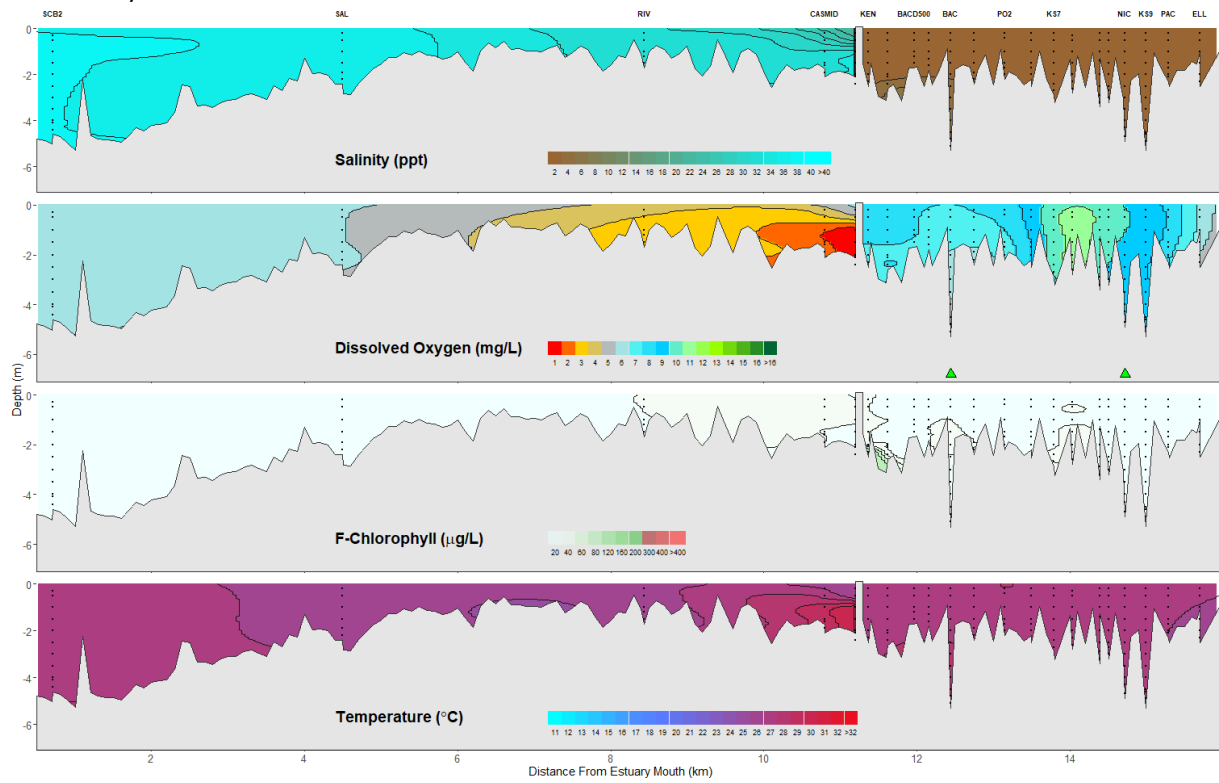 SCB2 SAL RIV CASMID KEN BACD500 BAC PO2 KS7 NIC KS9 PAC ELL
0
-2
-4
-6
Salinity (ppt)
2 4 6 8 10 12 14 16 18 20 22 24 26 28 30 32 34 36 38 40 >40
0
-2
-4
-6
Dissolved Oxygen (mg/L)
1 2 3 4 5 6 7 8 9 10 11 12 13 14 15 16 >16
Depth (m)
0
-2
-4
-6
F-Chlorophyll (μg/L)
20 40 60 80 120 160 200 300 400 >400
0
-2
-4
-6
Temperature (°C)
11 12 13 14 15 16 17 18 19 20 22 23 24 25 26 27 28 29 30 31 32 >32
2 4 6 8 10 12 14
Distance From Estuary Mouth (km)